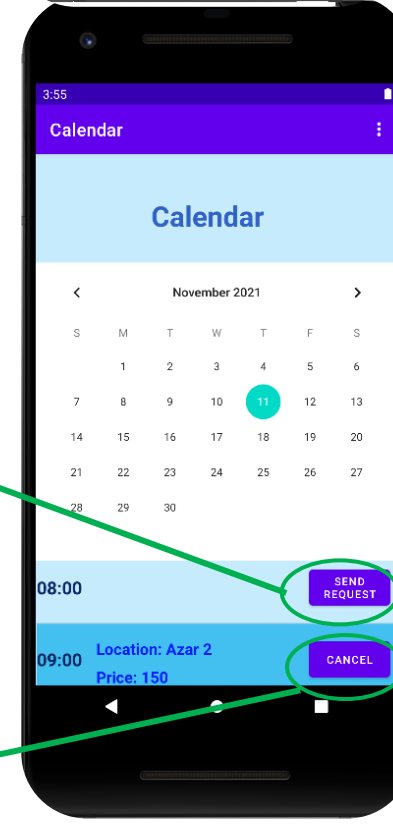 3:55
Calendar
Calendar
November 2021
S M T W T F S
1 2 3 4 5 6
7 8 9 10 11 12 13
14 15 16 17 18 19 20
21 22 23 24 25 26 27
28 29 30
08:00
SEND
REQUEST
09:00
Location: Azar 2
Price: 150
CANCEL